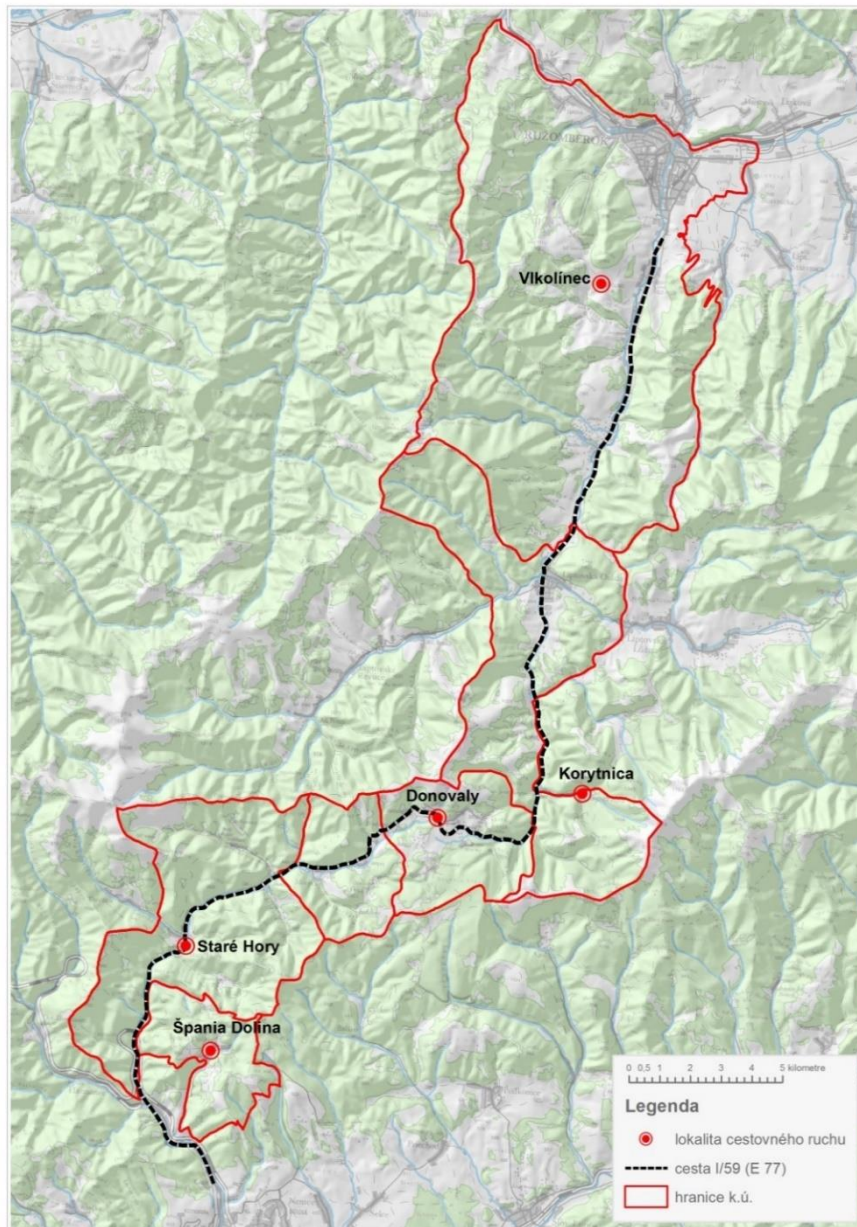 RUŽOMBEROK
Vlkolínec
Korytnica
Donovaly
Staré Hory
Špania Dolina
0 0,5 1 2 3 4 5 kilometre
Legenda
lokalita cestovného ruchu
cesta I/59 (E 77)
hranice k.ú.